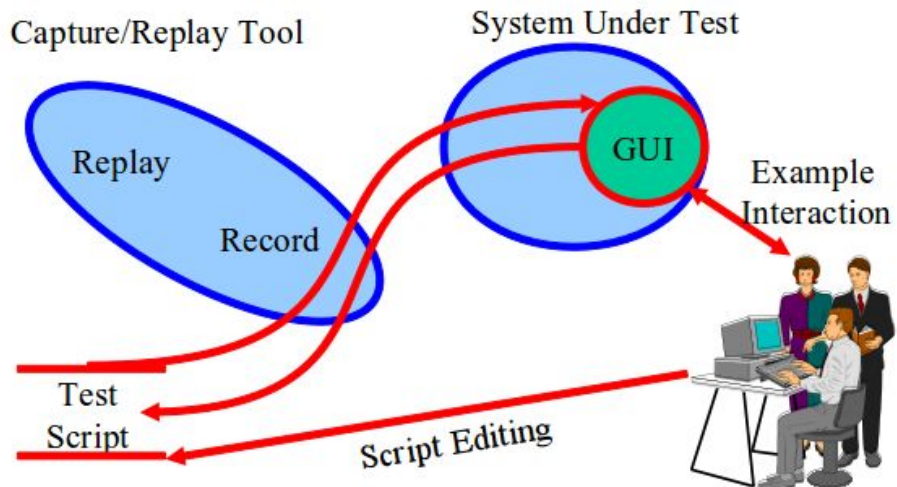 Capture/Replay Tool
System Under Test
Replay
Record
GUI
Example
Interaction
Test
Script
Script Editing